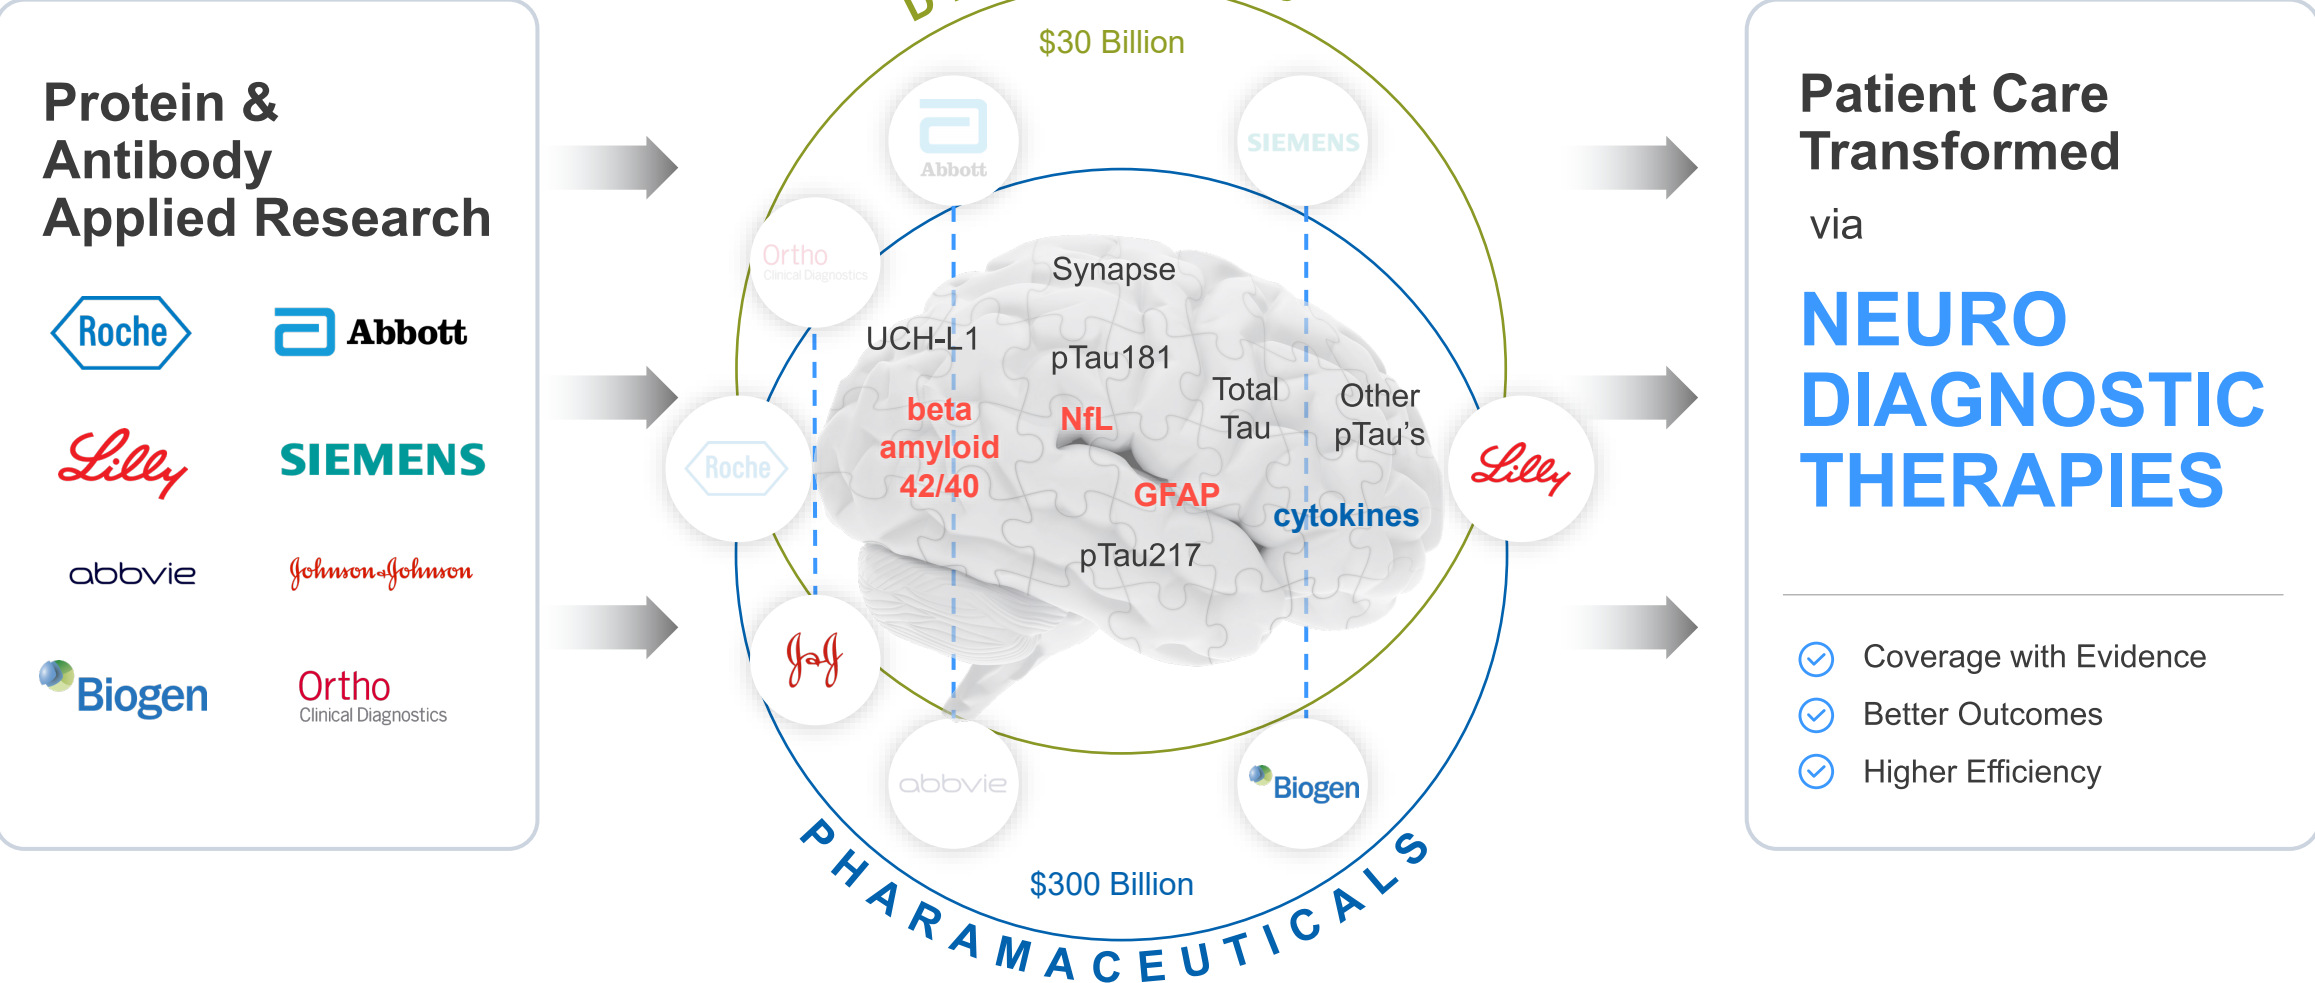 Protein &
Antibody
Applied Research
Roche
Abbott
Lilly
SIEMENS
abbvie
Johnson&Johnson
Biogen
Ortho
Clinical Diagnostics
$30 Billion
Abbott
SIEMENS
Ortho
Clinical Diagnostics
Roche
Lilly
J&J
abbvie
Biogen
Synapse
UCH-L1
pTau181
beta
amyloid
42/40
NfL
Total
Tau
Other
pTau’s
GFAP
cytokines
pTau217
$300 Billion
PHARAMACEUTICALS
Patient Care
Transformed
via
NEURO
DIAGNOSTIC
THERAPIES
Coverage with Evidence
Better Outcomes
Higher Efficiency